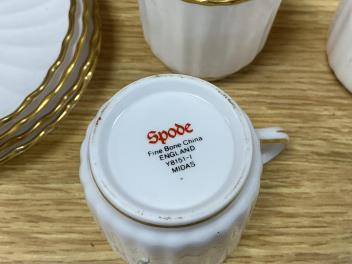 Spode
Fine Bone China
ENGLAND
Y8151-I
MIDAS